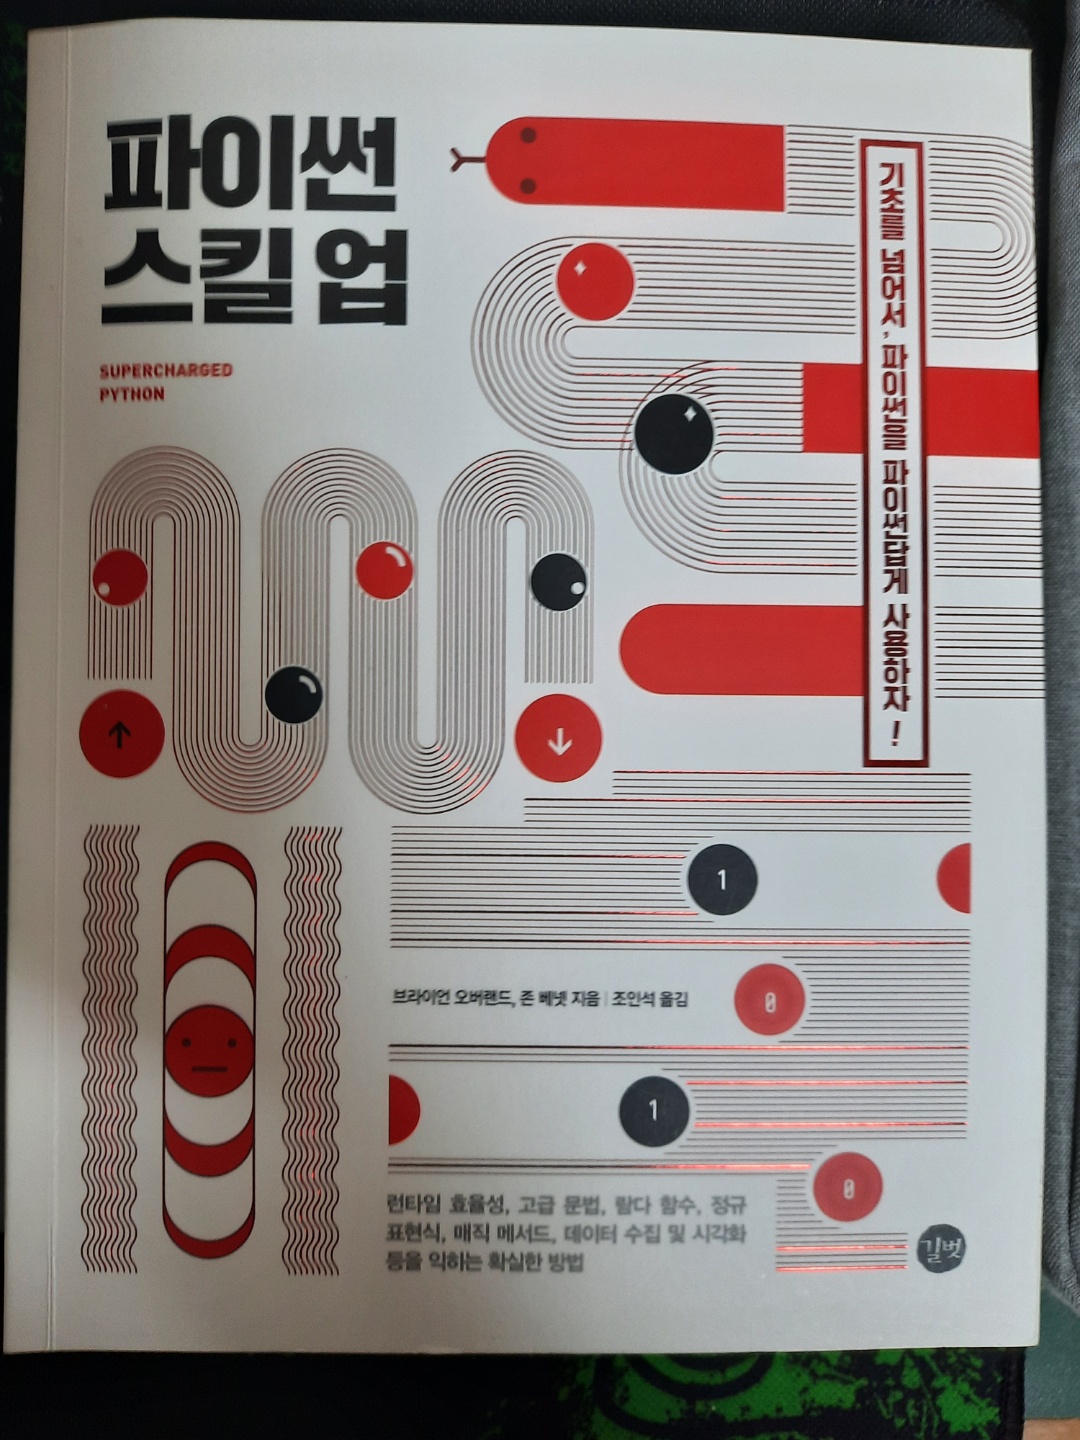 파이썬
스킬 업
SUPERCHARGED
PYTHON
기초를 넘어서, 파이썬을 파이썬답게 사용하자!
1
0
브라이언 오버랜드, 존 베넷 지음 | 조인석 옮김
1
0
런타임 효율성, 고급 문법, 람다 함수, 정규
표현식, 매직 메서드, 데이터 수집 및 시각화
등을 익히는 확실한 방법
길벗